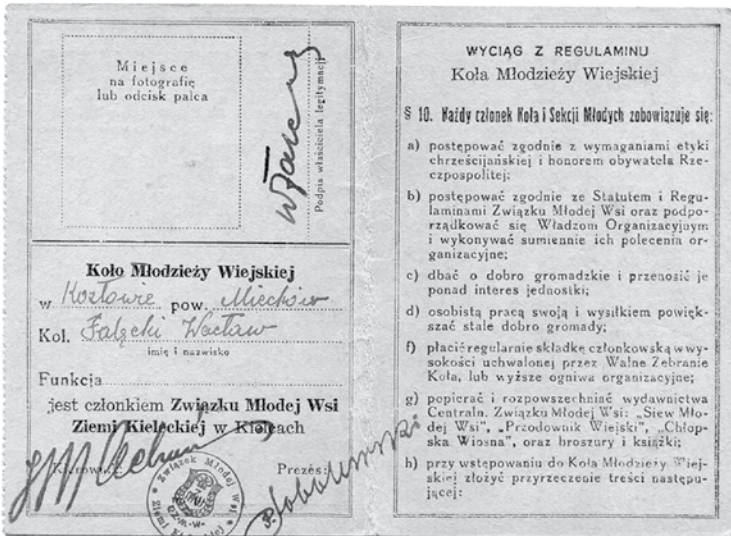 Miejsce
na fotografię
lub odcisk palca
Podpis właściciela legitymacji
Koło Młodzieży Wiejskiej
w Kozłowie pow. Miechów
Kol. Falęcki Wacław
imię i nazwisko
Funkcja
jest członkiem Związku Młodej Wsi
Ziemi Kieleckiej w Kielcach
Kierownik:
Prezes:
Związek Młodej Wsi
WYCIĄG Z REGULAMINU
Koła Młodzieży Wiejskiej
§ 10. Każdy członek Koła i Sekcji Młodych zobowiązuje się:
a) postępować zgodnie z wymaganiami etyki
chrześcijańskiej i honorem obywatela Rze-
czpospolitej;
b) postępować zgodnie ze Statutem i Regu-
laminami Związku Młodej Wsi oraz podpo-
rządkować się Władzom Organizacyjnym
i wykonywać sumiennie ich polecenia or-
ganizacyjne;
c) dbać o dobro gromadzkie i przenosić je
ponad interes jednostki;
d) osobistą pracą swoją i wysiłkiem powięk-
szać stale dobro gromady;
f) płacić regularnie składkę członkowską w wy-
sokości uchwalonej przez Walne Zebranie
Koła, lub wyższe ogniwa organizacyjne;
g) popierać i rozpowszechniać wydawnictwa
Centraln. Związku Młodej Wsi: „Siew Mło-
dej Wsi”, „Przodownik Wiejski”, „Chłop-
ska Wiosna”, oraz broszury i książki;
h) przy wstępowaniu do Koła Młodzieży Wiej-
skiej złożyć przyrzeczenie treści następu-
jącej: